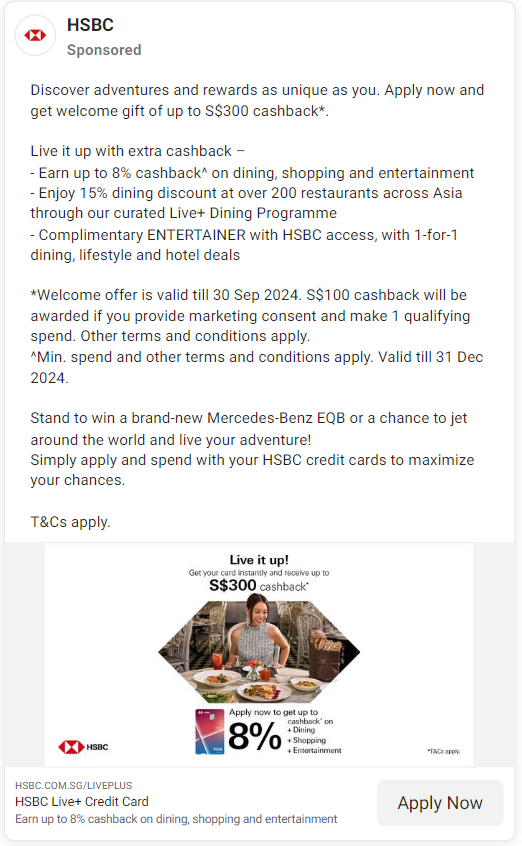 HSBC
Sponsored
Discover adventures and rewards as unique as you. Apply now and
get welcome gift of up to S$300 cashback*.
Live it up with extra cashback –
- Earn up to 8% cashback^ on dining, shopping and entertainment
- Enjoy 15% dining discount at over 200 restaurants across Asia
through our curated Live+ Dining Programme
- Complimentary ENTERTAINER with HSBC access, with 1-for-1
dining, lifestyle and hotel deals
*Welcome offer is valid till 30 Sep 2024. S$100 cashback will be
awarded if you provide marketing consent and make 1 qualifying
spend. Other terms and conditions apply.
^Min. spend and other terms and conditions apply. Valid till 31 Dec
2024.
Stand to win a brand-new Mercedes-Benz EQB or a chance to jet
around the world and live your adventure!
Simply apply and spend with your HSBC credit cards to maximize
your chances.
T&Cs apply.
Live it up!
Get your card instantly and receive up to
S$300 cashback*
Apply now to get up to
8% cashback^ on
+ Dining
+ Shopping
+ Entertainment
VISA
HSBC
*T&Cs apply.
HSBC.COM.SG/LIVEPLUS
HSBC Live+ Credit Card
Earn up to 8% cashback on dining, shopping and entertainment
Apply Now